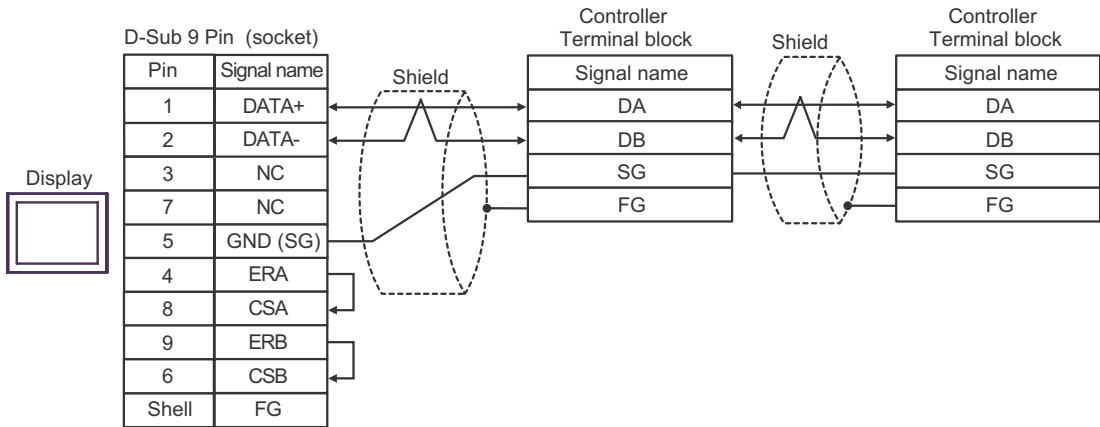 Controller
Terminal block
Controller
Terminal block
D-Sub 9 Pin (socket)
Shield
Shield
Pin Signal name
Signal name
Signal name
1 DATA+
DA
DA
2 DATA-
DB
DB
3 NC
SG
SG
Display
7 NC
FG
FG
5 GND (SG)
4 ERA
8 CSA
9 ERB
6 CSB
Shell FG